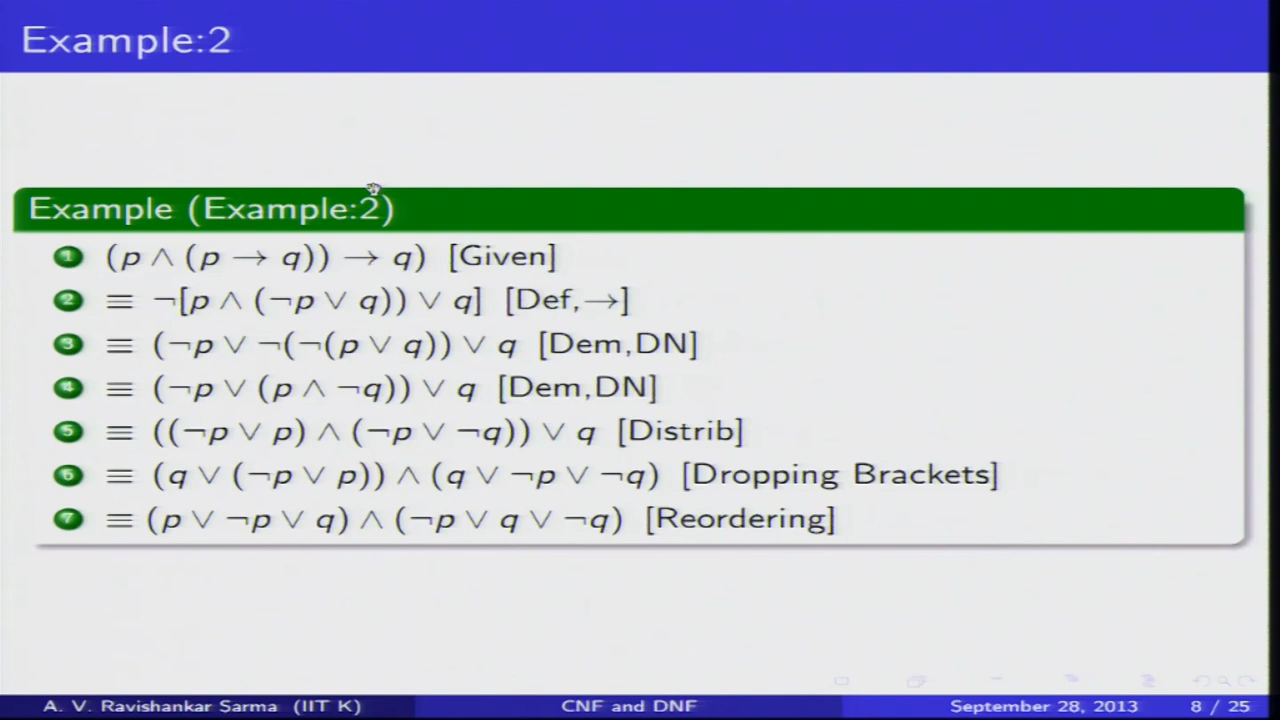 Example:2
Example (Example:2)
1 (p ∧ (p → q)) → q) [Given]
2 ≡ ¬[p ∧ (¬p ∨ q)) ∨ q] [Def,→]
3 ≡ (¬p ∨ ¬(¬(p ∨ q)) ∨ q [Dem,DN]
4 ≡ (¬p ∨ (p ∧ ¬q)) ∨ q [Dem,DN]
5 ≡ ((¬p ∨ p) ∧ (¬p ∨ ¬q)) ∨ q [Distrib]
6 ≡ (q ∨ (¬p ∨ p)) ∧ (q ∨ ¬p ∨ ¬q) [Dropping Brackets]
7 ≡ (p ∨ ¬p ∨ q) ∧ (¬p ∨ q ∨ ¬q) [Reordering]
A. V. Ravishankar Sarma (IIT K) CNF and DNF September 28, 2013 8 / 25